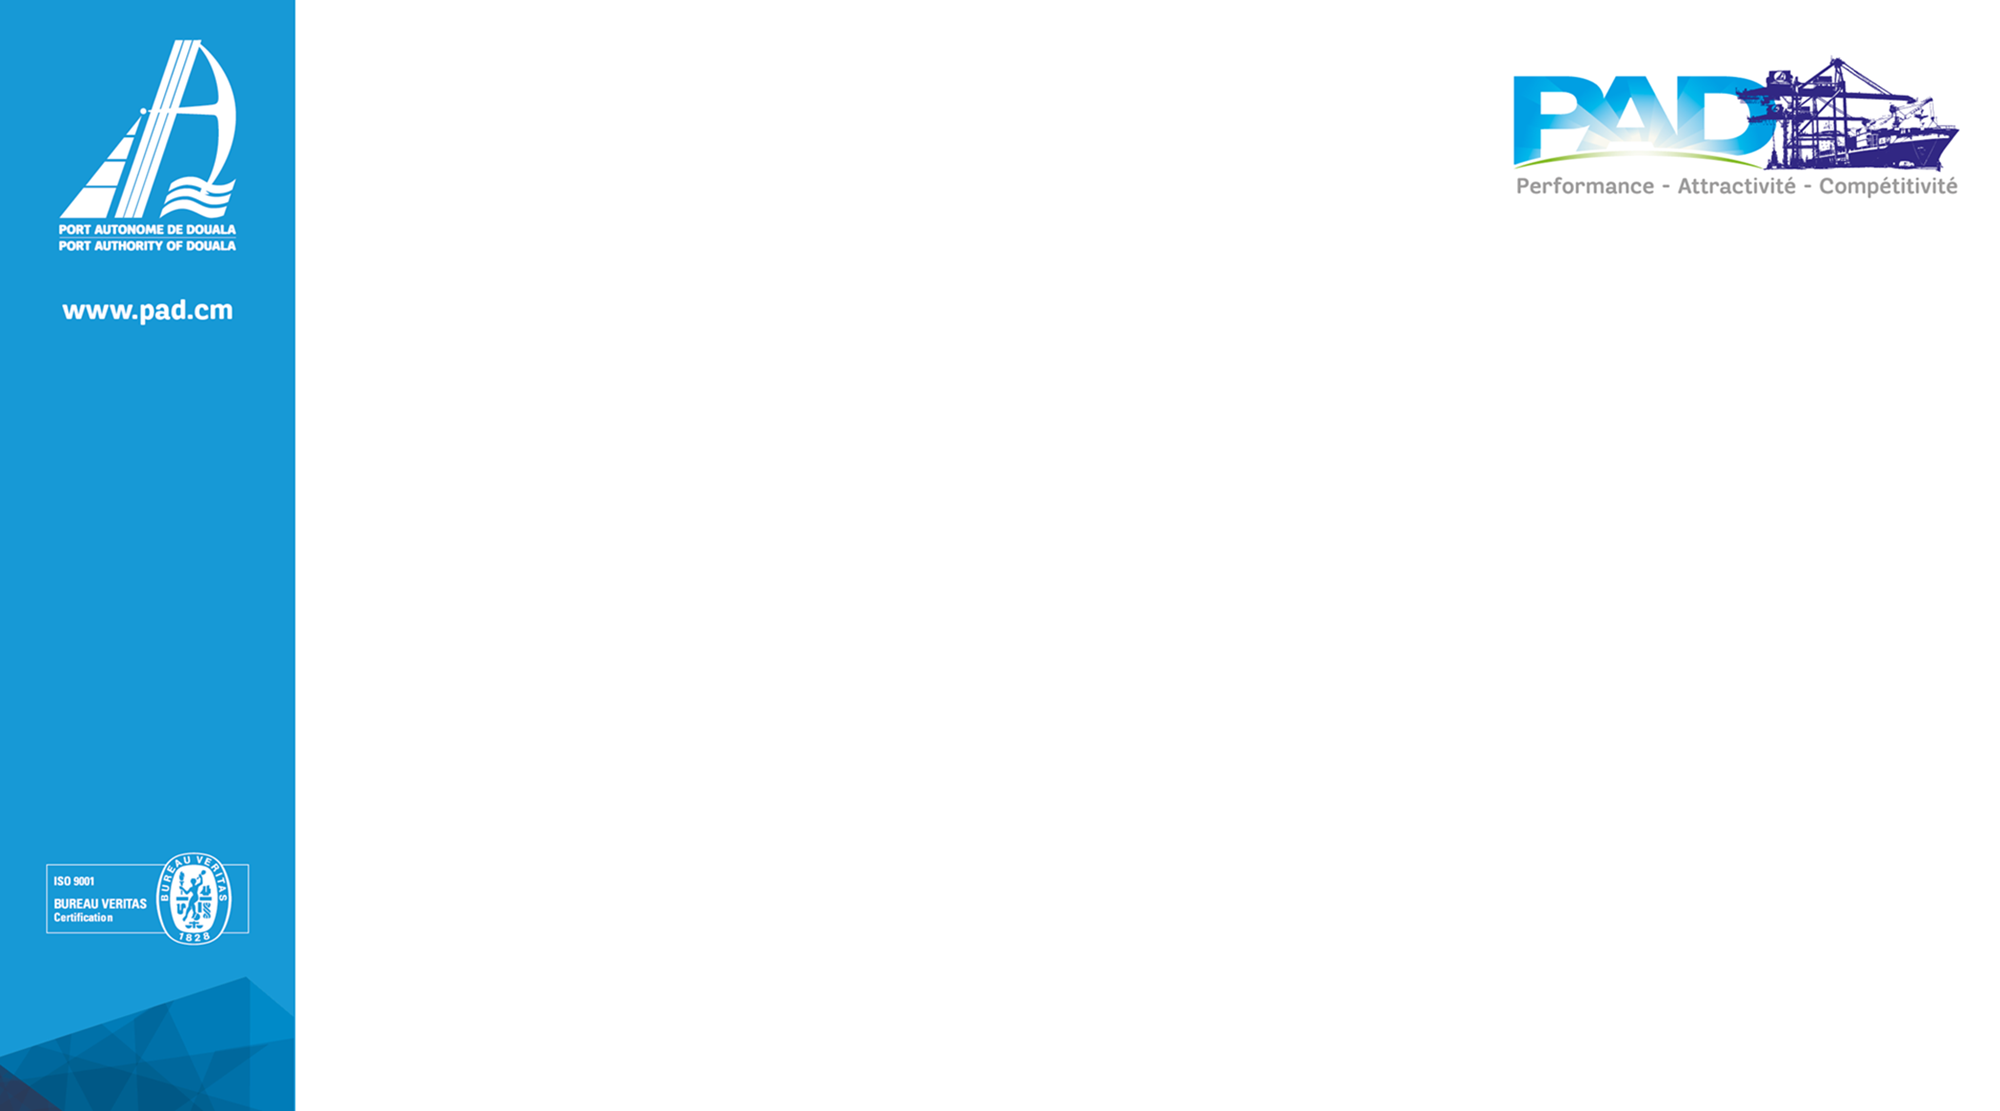 PORT AUTONOME DE DOUALA
PORT AUTHORITY OF DOUALA
www.pad.cm
PAD
Performance - Attractivité - Compétitivité
ISO 9001
BUREAU VERITAS
Certification
BUREAU VERITAS
1828